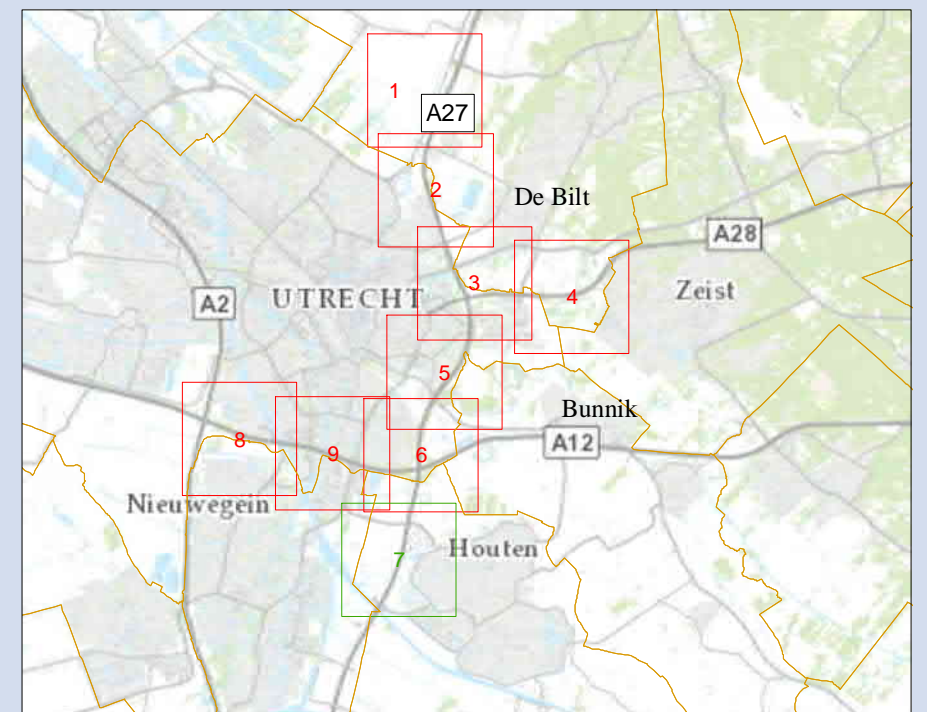 1
A27
2
De Bilt
A28
3
4
Zeist
A2
UTRECHT
5
Bunnik
8
9
6
A12
Nieuwegein
7
Houten